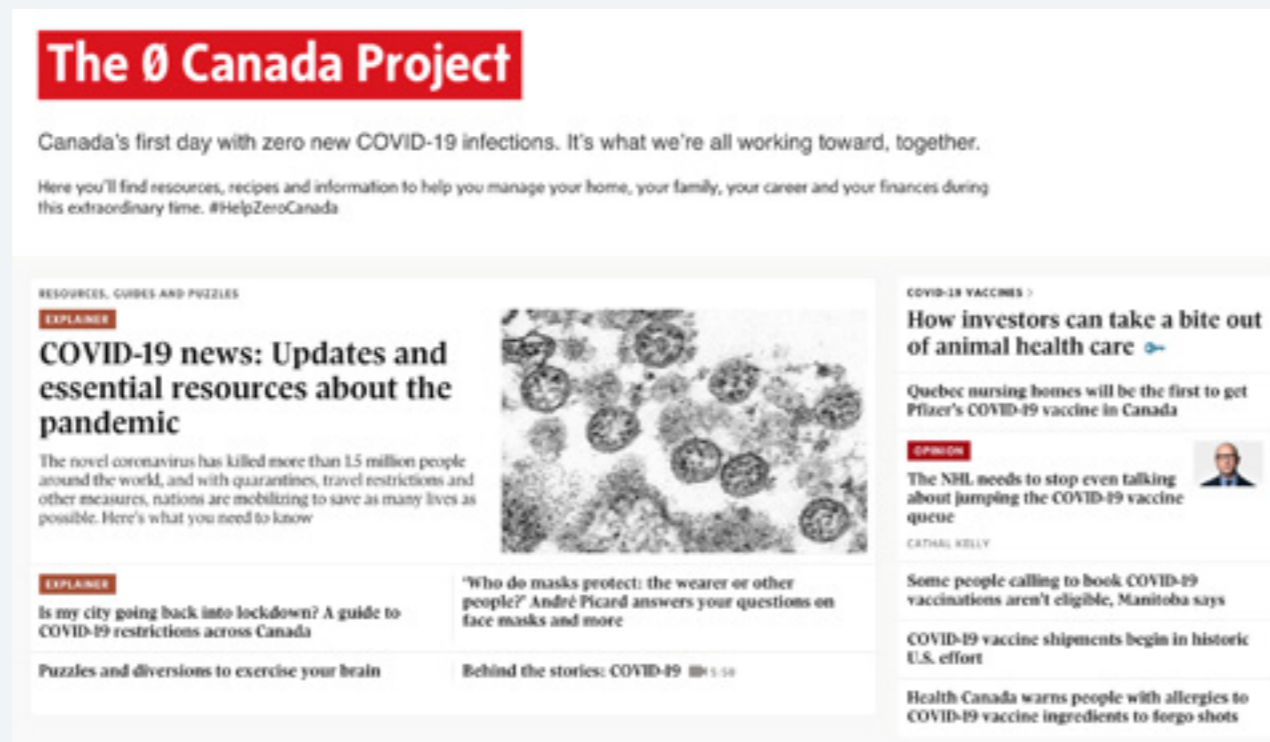 The Ø Canada Project
Canada's first day with zero new COVID-19 infections. It's what we're all working toward, together.
Here you'll find resources, recipes and information to help you manage your home, your family, your career and your finances during
this extraordinary time. #HelpZeroCanada
RESOURCES, GUIDES AND PUZZLES
EXPLAINER
COVID-19 news: Updates and
essential resources about the
pandemic
The novel coronavirus has killed more than 1.5 million people
around the world, and with quarantines, travel restrictions and
other measures, nations are mobilizing to save as many lives as
possible. Here's what you need to know
EXPLAINER
Is my city going back into lockdown? A guide to
COVID-19 restrictions across Canada
'Who do masks protect: the wearer or other
people?' André Picard answers your questions on
face masks and more
Puzzles and diversions to exercise your brain
Behind the stories: COVID-19 5:50
COVID-19 VACCINES >
How investors can take a bite out
of animal health care
Quebec nursing homes will be the first to get
Pfizer's COVID-19 vaccine in Canada
OPINION
The NHL needs to stop even talking
about jumping the COVID-19 vaccine
queue
CATHAL KELLY
Some people calling to book COVID-19
vaccinations aren't eligible, Manitoba says
COVID-19 vaccine shipments begin in historic
U.S. effort
Health Canada warns people with allergies to
COVID-19 vaccine ingredients to forgo shots